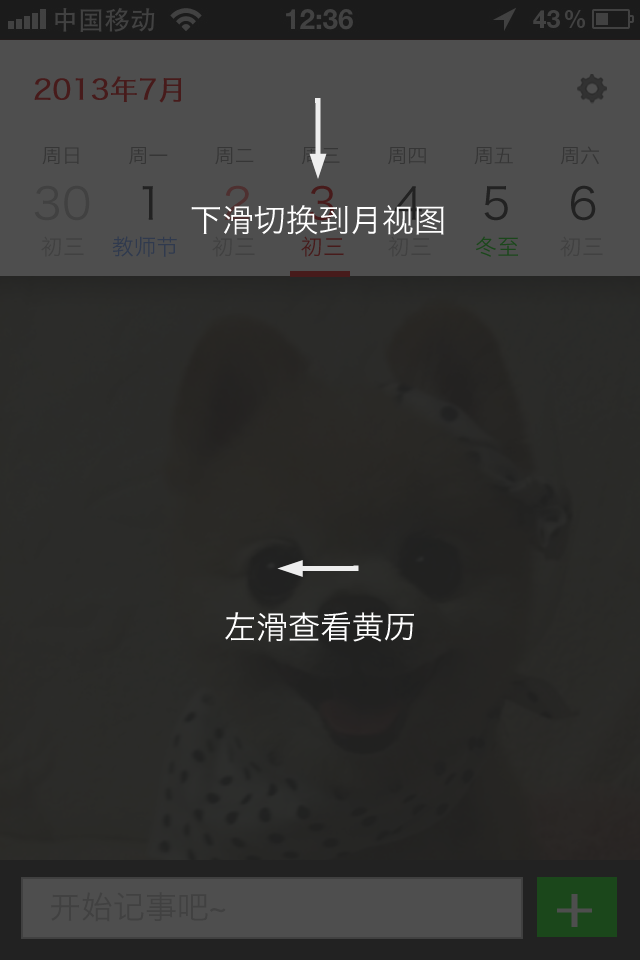 中国移动 12:36 43%
2013年7月
周日 周一 周二 周三 周四 周五 周六
30 1 2 3 4 5 6
下滑切换到月视图
初三 教师节 初三 初三 初三 冬至 初三
左滑查看黄历
开始记事吧~